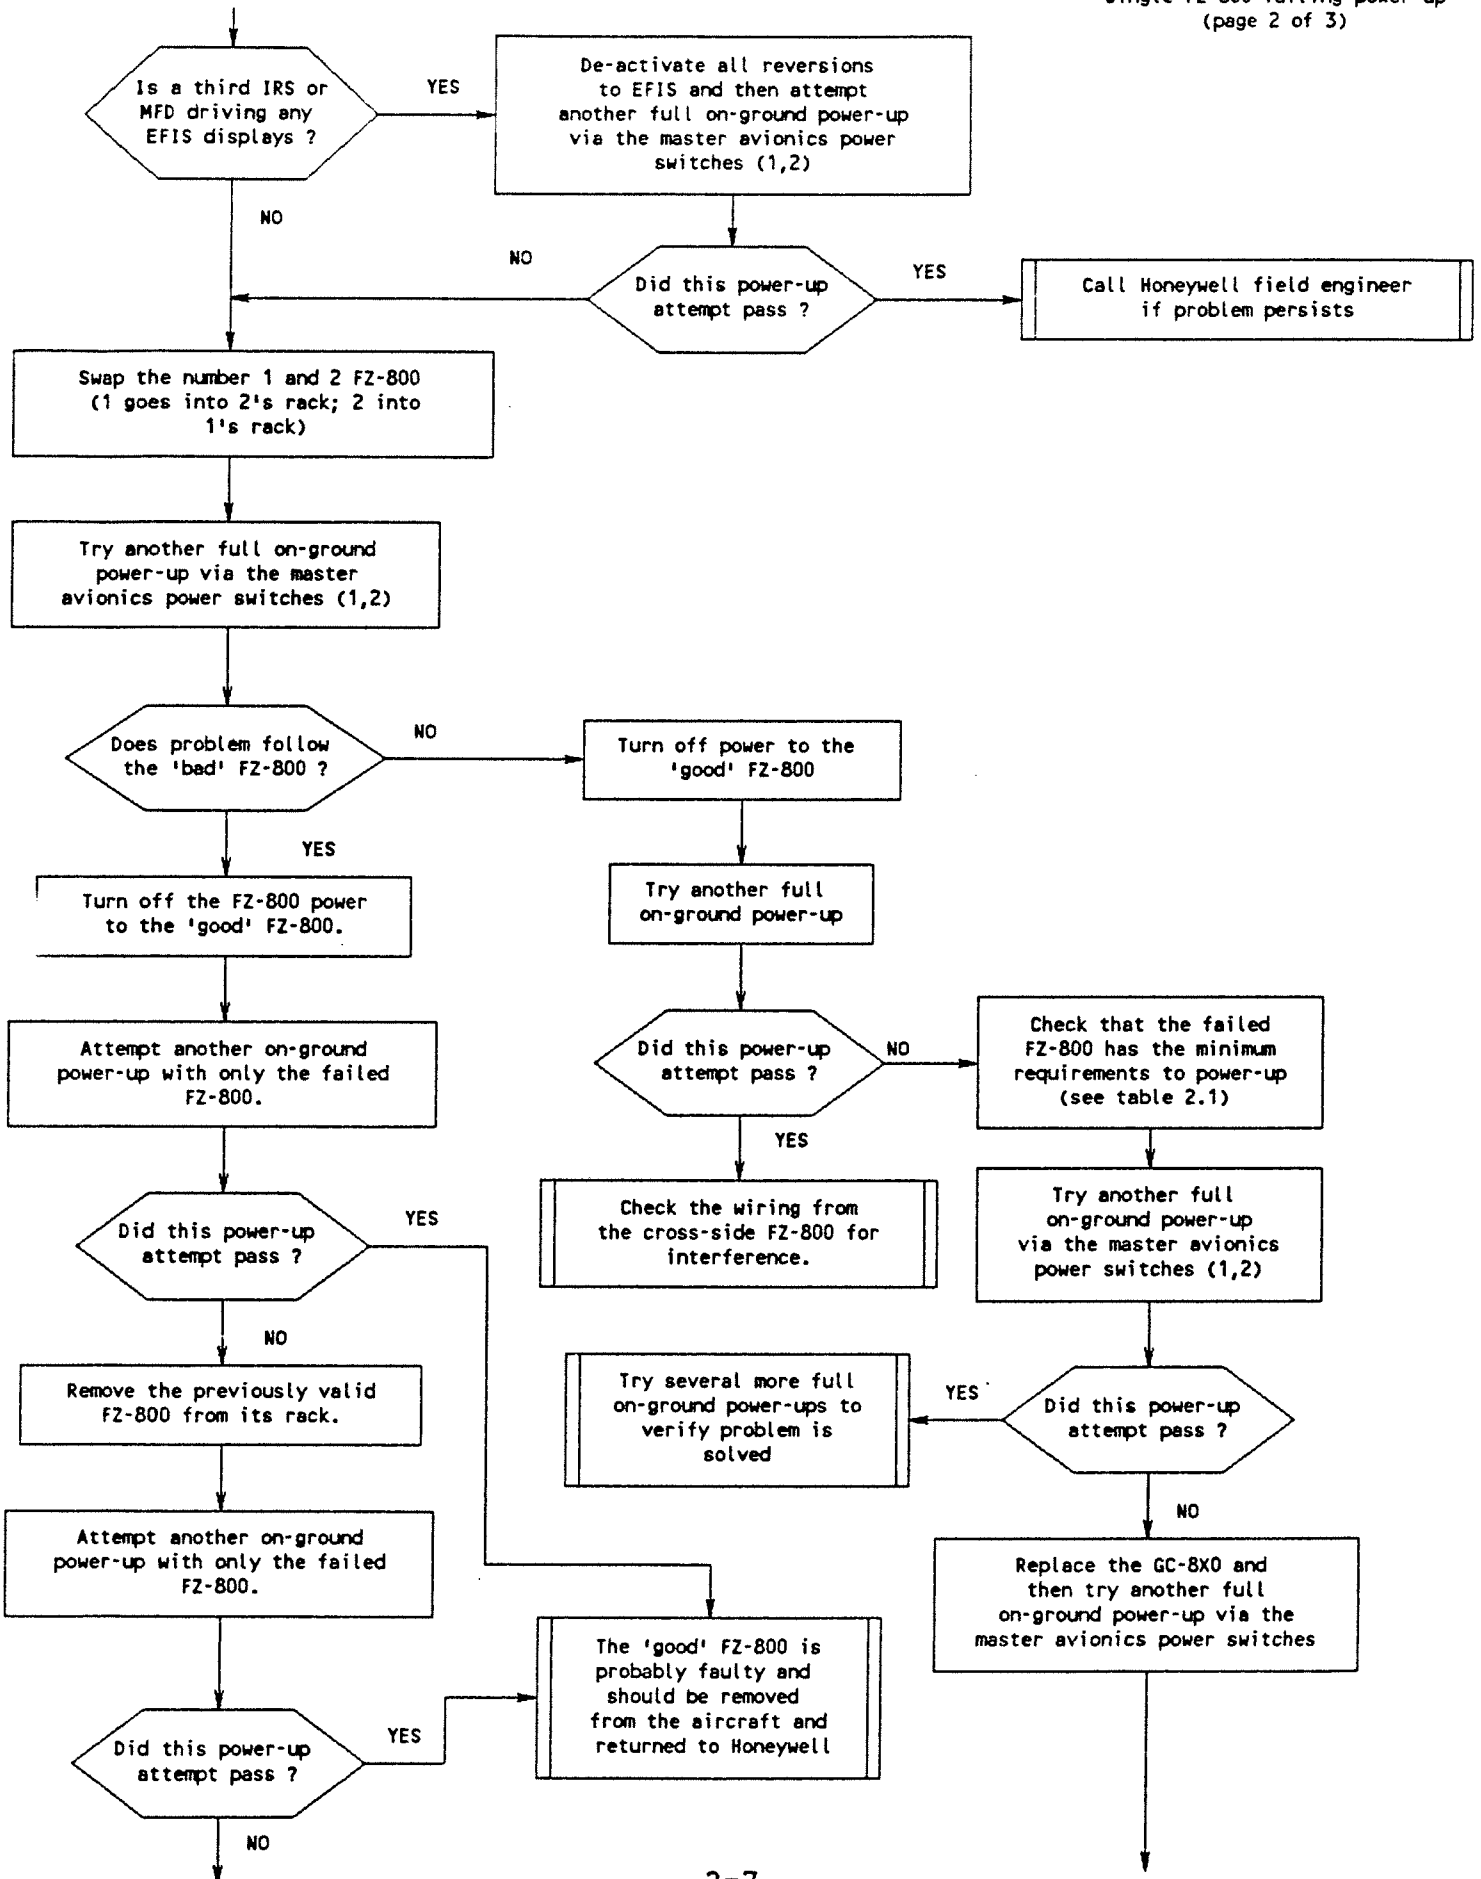 (page 2 of 3)
Is a third IRS or
MFD driving any
EFIS displays ?
YES
De-activate all reversions
to EFIS and then attempt
another full on-ground power-up
via the master avionics power
switches (1,2)
NO
NO
Did this power-up
attempt pass ?
YES
Call Honeywell field engineer
if problem persists
Swap the number 1 and 2 FZ-800
(1 goes into 2's rack; 2 into
1's rack)
Try another full on-ground
power-up via the master
avionics power switches (1,2)
Does problem follow
the 'bad' FZ-800 ?
NO
Turn off power to the
'good' FZ-800
YES
Turn off the FZ-800 power
to the 'good' FZ-800.
Try another full
on-ground power-up
Attempt another on-ground
power-up with only the failed
FZ-800.
Did this power-up
attempt pass ?
NO
Check that the failed
FZ-800 has the minimum
requirements to power-up
(see table 2.1)
YES
Check the wiring from
the cross-side FZ-800 for
interference.
Try another full
on-ground power-up
via the master avionics
power switches (1,2)
Did this power-up
attempt pass ?
YES
NO
Remove the previously valid
FZ-800 from its rack.
Try several more full
on-ground power-ups to
verify problem is
solved
YES
Did this power-up
attempt pass ?
NO
Attempt another on-ground
power-up with only the failed
FZ-800.
Replace the GC-8X0 and
then try another full
on-ground power-up via the
master avionics power switches
The 'good' FZ-800 is
probably faulty and
should be removed
from the aircraft and
returned to Honeywell
Did this power-up
attempt pass ?
YES
NO